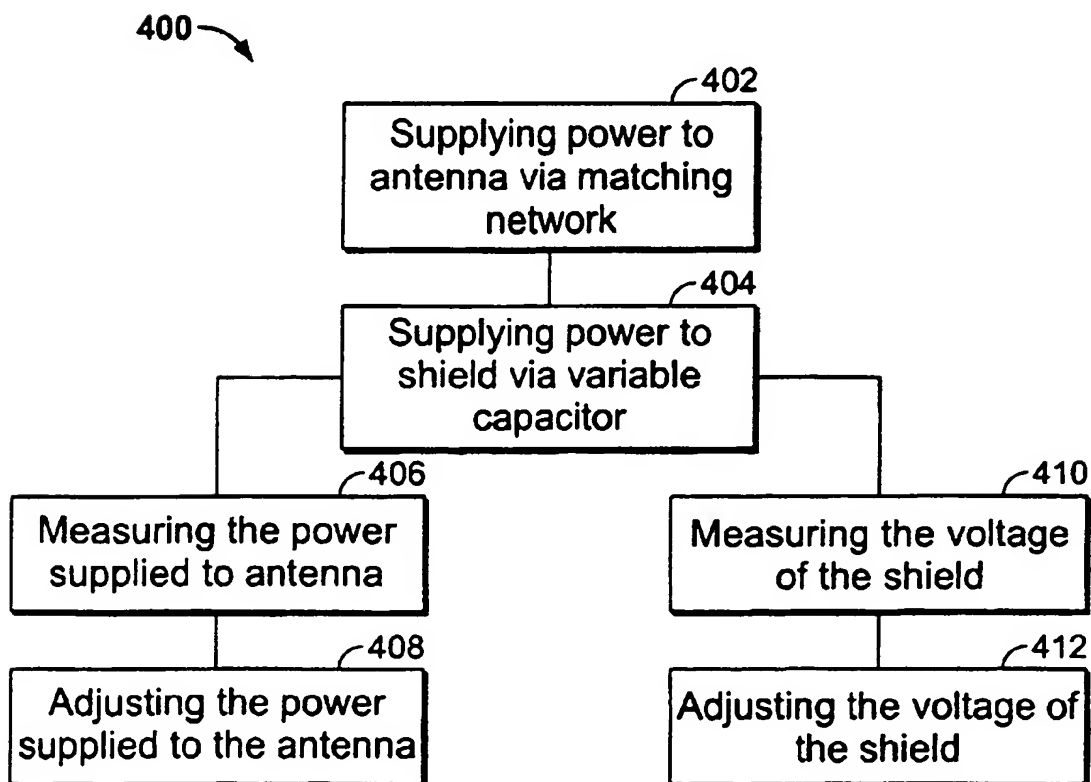 400
402
Supplying power to
antenna via matching
network
404
Supplying power to
shield via variable
capacitor
406
Measuring the power
supplied to antenna
408
Adjusting the power
supplied to the antenna
410
Measuring the voltage
of the shield
412
Adjusting the voltage of
the shield